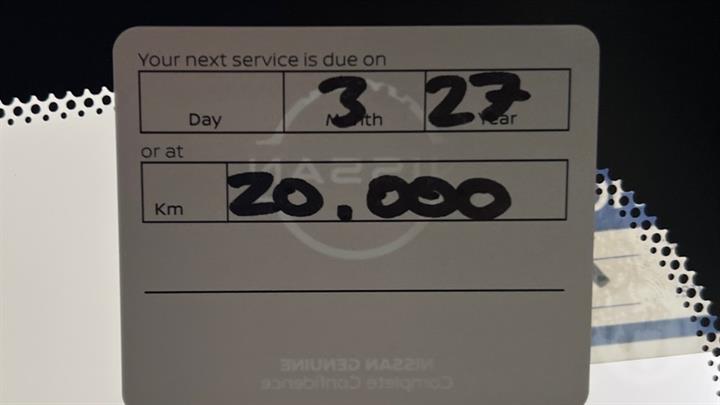 Your next service is due on
Day 3 Month 27 Year
or at
Km 20.000
NISSAN
NISSAN GENUINE
Complete Confidence